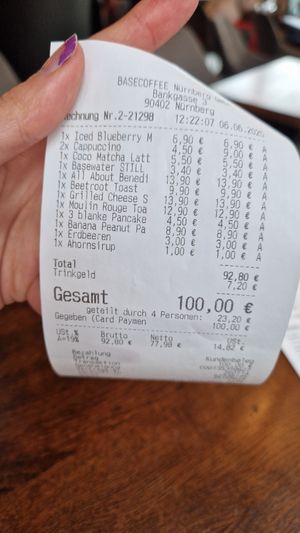 BASECOFFEE Nürnberg
Bankgasse 3
90402 Nürnberg
Rechnung Nr.2-21298 12:22:07 06.06.2025
1x Iced Blueberry M 6,90 € 6,90 € A
2x Cappuccino 4,50 € 9,00 € A
1x Coco Matcha Latt 5,50 € 5,50 € A
1x Basewater STILL 3,40 € 3,40 € A
1x All About Benedi 13,90 € 13,90 € A
1x Beetroot Toast 9,90 € 9,90 € A
1x Grilled Cheese S 13,90 € 13,90 € A
1x Moulin Rouge Toa 12,90 € 12,90 € A
1x 3 blanke Pancake 4,50 € 4,50 € A
1x Banana Peanut Pa 8,90 € 8,90 € A
1x Erdbeeren 3,00 € 3,00 € A
1x Ahornsirup 1,00 € 1,00 € A
Total 92,80 €
Trinkgeld 7,20 €
Gesamt 100,00 €
geteilt durch 4 Personen: 23,20 €
Gegeben (Card Paymen 100,00 €
USt.% Brutto Netto USt.
A=19% 92,80 € 77,98 € 14,82 €
Bezahlung Kundenbeleg
Betrag
Transaktion